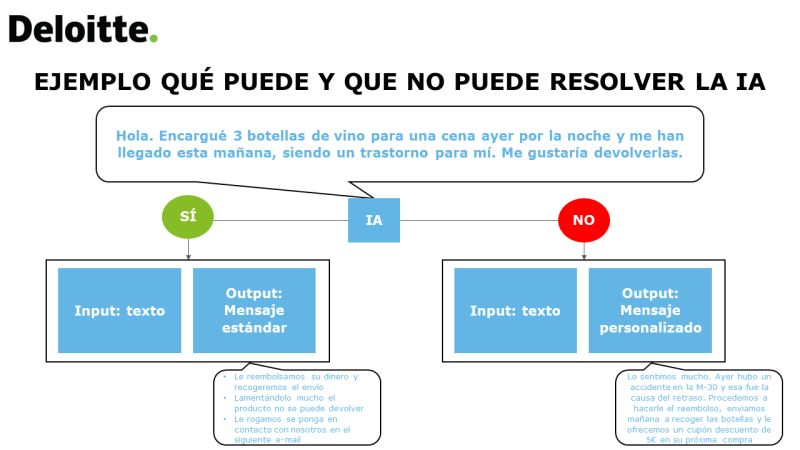 Deloitte.
EJEMPLO QUÉ PUEDE Y QUE NO PUEDE RESOLVER LA IA
Hola. Encargué 3 botellas de vino para una cena ayer por la noche y me han
llegado esta mañana, siendo un trastorno para mí. Me gustaría devolverlas.
SÍ
IA
NO
Input: texto
Output:
Mensaje
estándar
Input: texto
Output:
Mensaje
personalizado
• Le reembolsamos su dinero y
recogeremos el envío
• Lamentándolo mucho el
producto no se puede devolver
• Le rogamos se ponga en
contacto con nosotros en el
siguiente e-mail
Lo sentimos mucho. Ayer hubo un
accidente en la M-30 y esa fue la
causa del retraso. Procedemos a
hacerle el reembolso, enviamos
mañana a recoger las botellas y le
ofrecemos un cupón descuento de
5€ en su próxima compra